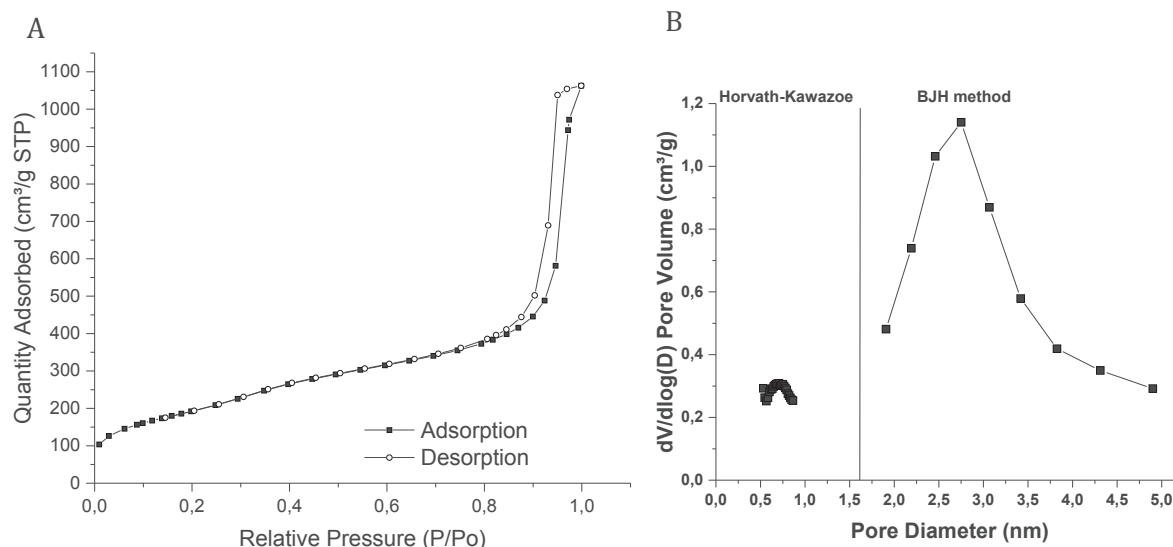 A
Quantity Adsorbed (cm³/g STP)
1100
1000
900
800
700
600
500
400
300
200
100
0
0,0 0,2 0,4 0,6 0,8 1,0
Relative Pressure (P/Po)
Adsorption
Desorption
B
Horvath-Kawazoe BJH method
dV/dlog(D) Pore Volume (cm³/g)
1,2
1,0
0,8
0,6
0,4
0,2
0,0
0,0 0,5 1,0 1,5 2,0 2,5 3,0 3,5 4,0 4,5 5,0
Pore Diameter (nm)